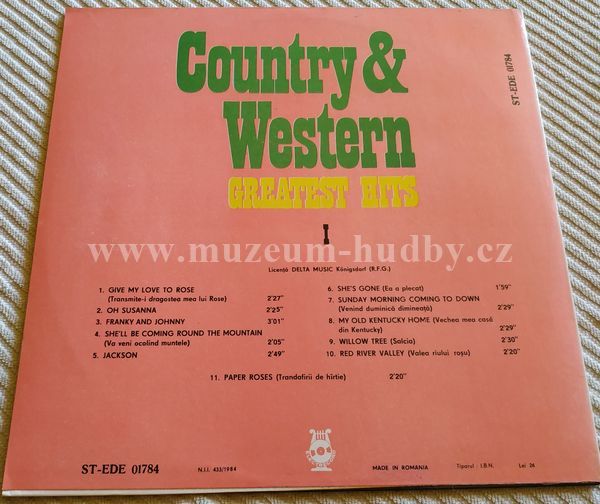 Country &
Western
GREATEST HITS
I
ST-EDE 01784
www.muzeum-hudby.cz
Licență DELTA MUSIC Königsdorf (R.F.G.)
1. GIVE MY LOVE TO ROSE
(Transmite-i dragostea mea lui Rose) 2'27"
2. OH SUSANNA 2'25"
3. FRANKY AND JOHNNY 3'01"
4. SHE'LL BE COMING ROUND THE MOUNTAIN
(Va veni ocolind muntele) 2'05"
5. JACKSON 2'49"
6. SHE'S GONE (Ea a plecat) 1'59"
7. SUNDAY MORNING COMING TO DOWN
(Venind duminică dimineața) 2'29"
8. MY OLD KENTUCKY HOME (Vechea mea casă
din Kentucky) 2'29"
9. WILLOW TREE (Salcia) 2'30"
10. RED RIVER VALLEY (Valea rîului roșu) 2'20"
11. PAPER ROSES (Trandafirii de hîrtie) 2'20"
ST-EDE 01784
N.I.I. 433/1984
MADE IN ROMANIA
Tiparul : I.B.N.
Lei 26